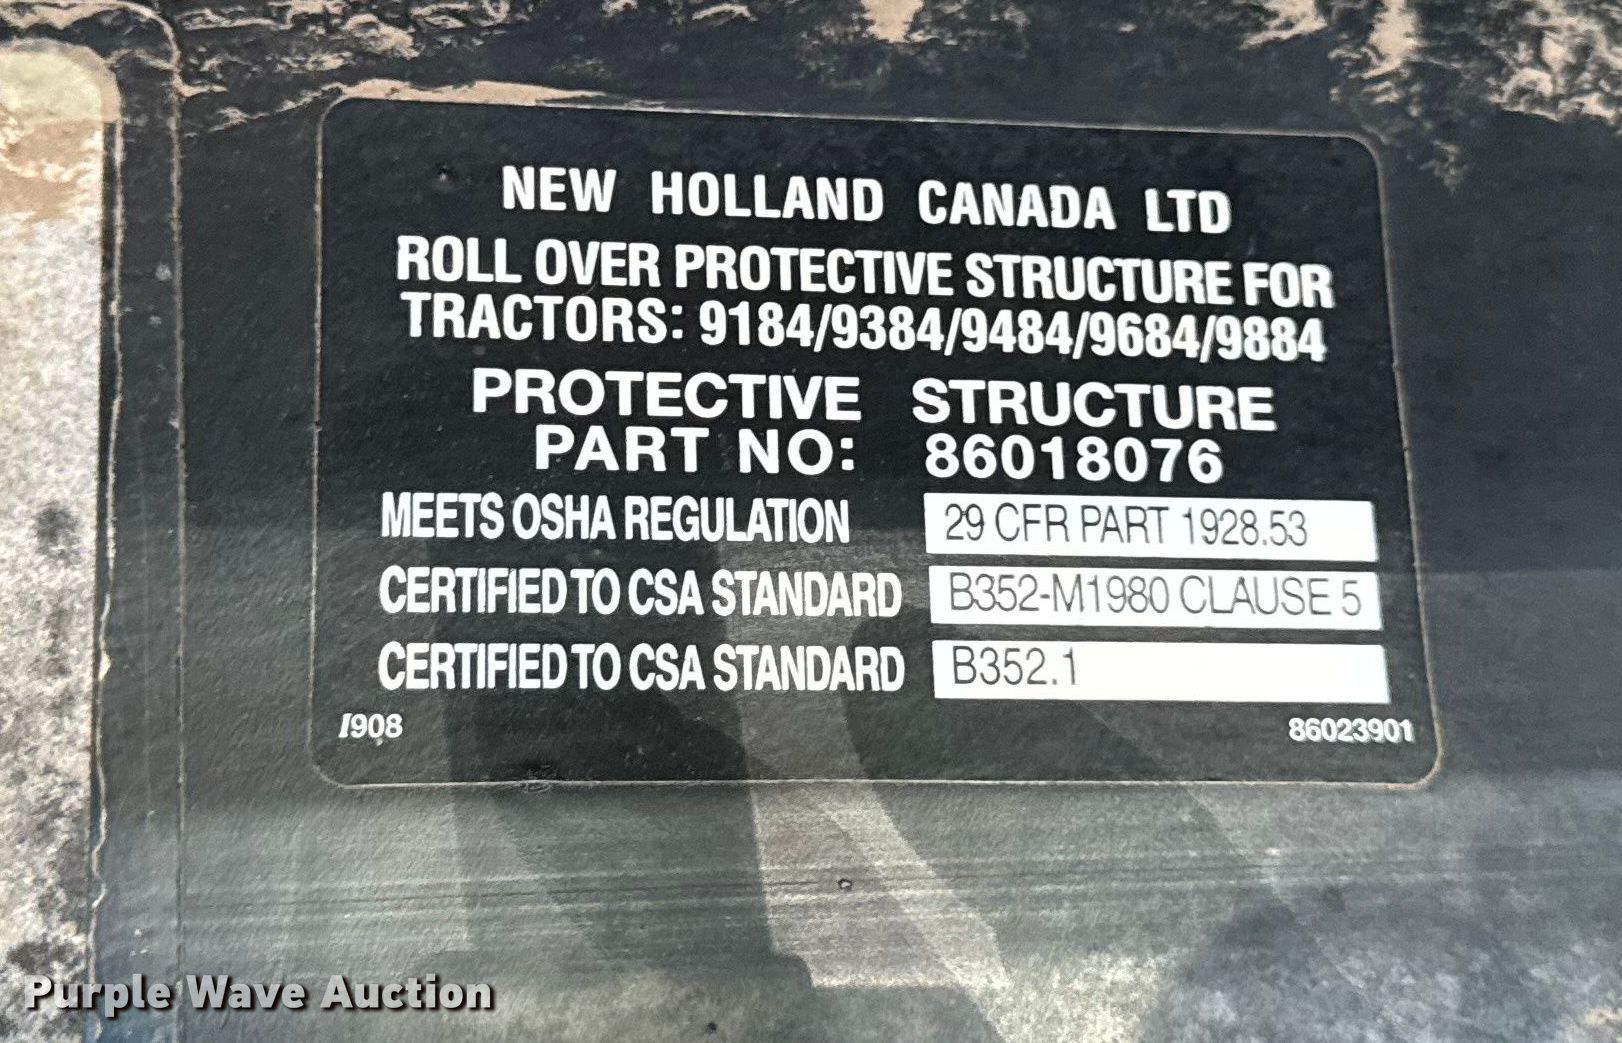 NEW HOLLAND CANADA LTD
ROLL OVER PROTECTIVE STRUCTURE FOR
TRACTORS: 9184/9384/9484/9684/9884
PROTECTIVE STRUCTURE
PART NO: 86018076
MEETS OSHA REGULATION 29 CFR PART 1928.53
CERTIFIED TO CSA STANDARD B352-M1980 CLAUSE 5
CERTIFIED TO CSA STANDARD B352.1
I908 86023901
Purple Wave Auction